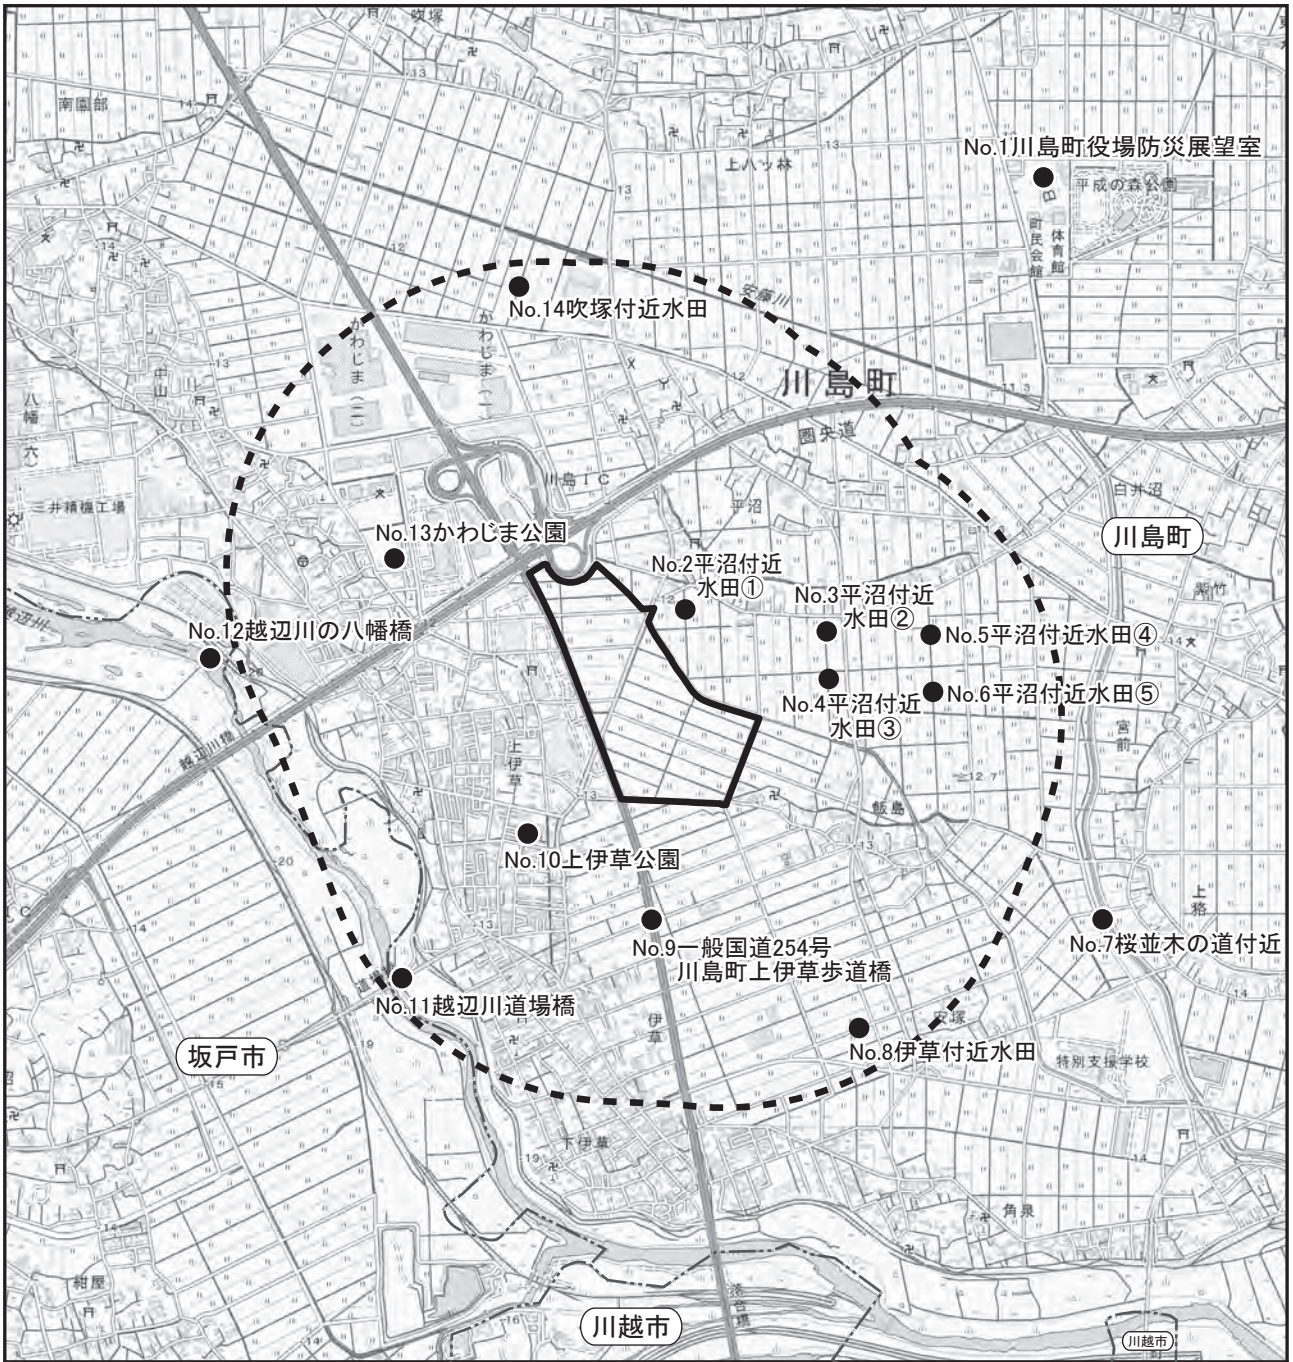 吹塚
南園部
上八ッ林
No.1川島町役場防災展望室
平成の森公園
体育館
町民会館
安藤川
No.14吹塚付近水田
かわじま(二)
かわじま(一)
川島町
中山
八幡(六)
圏央道
川島IC
平沼
白井沼
三井精機工場
川島町
No.13かわじま公園
No.2平沼付近
水田①
No.3平沼付近
水田②
紫竹
No.12越辺川の八幡橋
No.5平沼付近水田④
No.4平沼付近
水田③
No.6平沼付近水田⑤
宮前
越辺川橋
上伊草
飯島
No.10上伊草公園
上狢
No.9一般国道254号
川島町上伊草歩道橋
No.7桜並木の道付近
No.11越辺川道場橋
伊草
安塚
坂戸市
No.8伊草付近水田
特別支援学校
下伊草
角泉
紺屋
落合橋
川越市
川越市